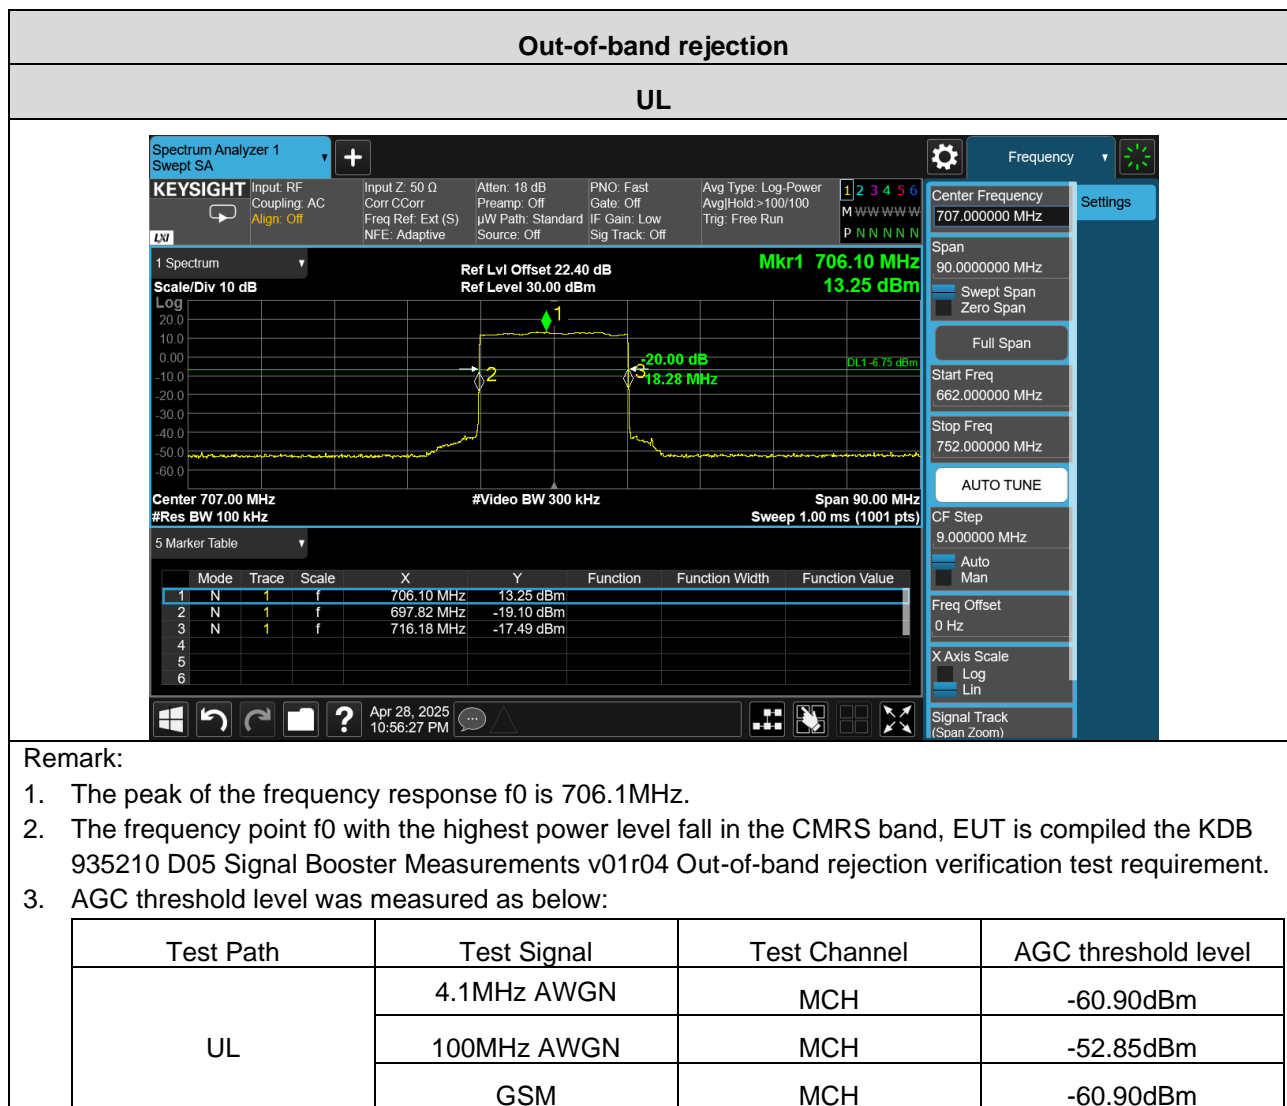 Out-of-band rejection
UL
Spectrum Analyzer 1
Swept SA
Frequency
KEYSIGHT
LXI
Input: RF
Coupling: AC
Align: Off
Input Z: 50 Ω
Corr CCorr
Freq Ref: Ext (S)
NFE: Adaptive
Atten: 18 dB
Preamp: Off
µW Path: Standard
Source: Off
PNO: Fast
Gate: Off
IF Gain: Low
Sig Track: Off
Avg Type: Log-Power
Avg|Hold:>100/100
Trig: Free Run
1 2 3 4 5 6
M W W W W W
P N N N N N
Center Frequency
707.000000 MHz
Settings
Span
90.0000000 MHz
Swept Span
Zero Span
Full Span
Start Freq
662.000000 MHz
Stop Freq
752.000000 MHz
AUTO TUNE
CF Step
9.000000 MHz
Auto
Man
Freq Offset
0 Hz
X Axis Scale
Log
Lin
Signal Track
(Span Zoom)
1 Spectrum
Scale/Div 10 dB
Ref Lvl Offset 22.40 dB
Ref Level 30.00 dBm
Mkr1 706.10 MHz
13.25 dBm
Log
20.0
10.0
0.00
-10.0
-20.0
-30.0
-40.0
-50.0
-60.0
1
2
3
-20.00 dB
18.28 MHz
DL1 -6.75 dBm
Center 707.00 MHz
#Video BW 300 kHz
Span 90.00 MHz
#Res BW 100 kHz
Sweep 1.00 ms (1001 pts)
5 Marker Table
Mode Trace Scale X Y Function Function Width Function Value
1 N 1 f 706.10 MHz 13.25 dBm
2 N 1 f 697.82 MHz -19.10 dBm
3 N 1 f 716.18 MHz -17.49 dBm
4
5
6
?
Apr 28, 2025
10:56:27 PM
Remark:
1. The peak of the frequency response f0 is 706.1MHz.
2. The frequency point f0 with the highest power level fall in the CMRS band, EUT is compiled the KDB
935210 D05 Signal Booster Measurements v01r04 Out-of-band rejection verification test requirement.
3. AGC threshold level was measured as below:
Test Path Test Signal Test Channel AGC threshold level
UL
4.1MHz AWGN MCH -60.90dBm
100MHz AWGN MCH -52.85dBm
GSM MCH -60.90dBm